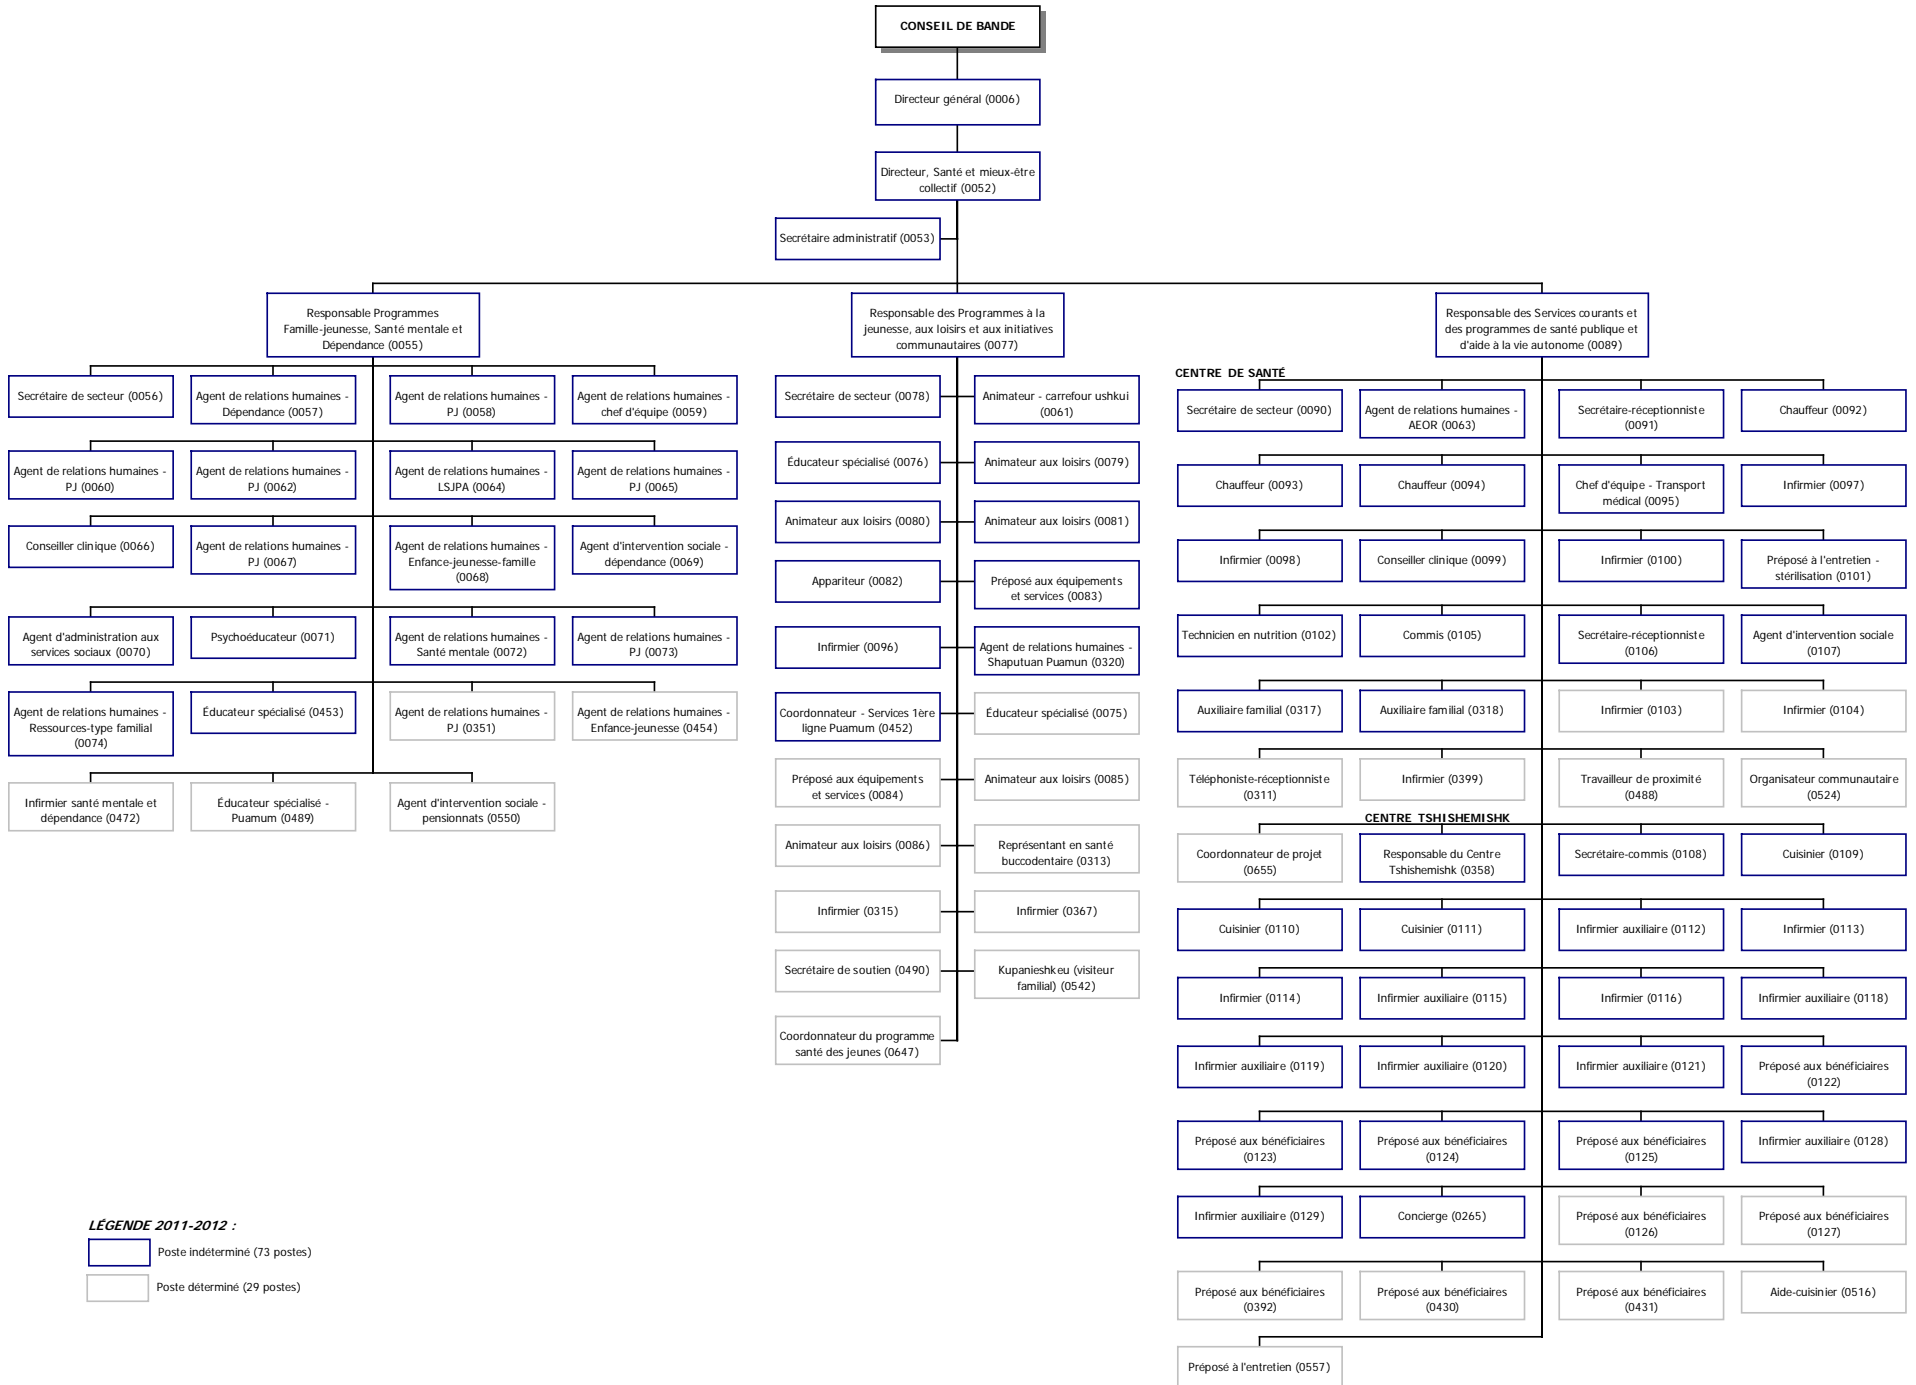 CONSEIL DE BANDE
Directeur général (0006)
Directeur, Santé et mieux-être
collectif (0052)
Secrétaire administratif (0053)
Responsable Programmes
Famille-jeunesse, Santé mentale et
Dépendance (0055)
Secrétaire de secteur (0056)
Agent de relations humaines -
Dépendance (0057)
Agent de relations humaines -
PJ (0058)
Agent de relations humaines -
chef d'équipe (0059)
Agent de relations humaines -
PJ (0060)
Agent de relations humaines -
PJ (0062)
Agent de relations humaines -
LSJPA (0064)
Agent de relations humaines -
PJ (0065)
Conseiller clinique (0066)
Agent de relations humaines -
PJ (0067)
Agent de relations humaines -
Enfance-jeunesse-famille
(0068)
Agent d'intervention sociale -
dépendance (0069)
Agent d'administration aux
services sociaux (0070)
Psychoéducateur (0071)
Agent de relations humaines -
Santé mentale (0072)
Agent de relations humaines -
PJ (0073)
Agent de relations humaines -
Ressources-type familial
(0074)
Éducateur spécialisé (0453)
Agent de relations humaines -
PJ (0351)
Agent de relations humaines -
Enfance-jeunesse (0454)
Infirmier santé mentale et
dépendance (0472)
Éducateur spécialisé -
Puamum (0489)
Agent d'intervention sociale -
pensionnats (0550)
Responsable des Programmes à la
jeunesse, aux loisirs et aux initiatives
communautaires (0077)
Secrétaire de secteur (0078)
Animateur - carrefour ushkui
(0061)
Éducateur spécialisé (0076)
Animateur aux loisirs (0079)
Animateur aux loisirs (0080)
Animateur aux loisirs (0081)
Appariteur (0082)
Préposé aux équipements
et services (0083)
Infirmier (0096)
Agent de relations humaines -
Shaputuan Puamun (0320)
Coordonnateur - Services 1ère
ligne Puamum (0452)
Éducateur spécialisé (0075)
Préposé aux équipements
et services (0084)
Animateur aux loisirs (0085)
Animateur aux loisirs (0086)
Représentant en santé
buccodentaire (0313)
Infirmier (0315)
Infirmier (0367)
Secrétaire de soutien (0490)
Kupanieshkeu (visiteur
familial) (0542)
Coordonnateur du programme
santé des jeunes (0647)
Responsable des Services courants et
des programmes de santé publique et
d'aide à la vie autonome (0089)
CENTRE DE SANTÉ
Secrétaire de secteur (0090)
Agent de relations humaines -
AEOR (0063)
Secrétaire-réceptionniste
(0091)
Chauffeur (0092)
Chauffeur (0093)
Chauffeur (0094)
Chef d'équipe - Transport
médical (0095)
Infirmier (0097)
Infirmier (0098)
Conseiller clinique (0099)
Infirmier (0100)
Préposé à l'entretien -
stérilisation (0101)
Technicien en nutrition (0102)
Commis (0105)
Secrétaire-réceptionniste
(0106)
Agent d'intervention sociale
(0107)
Auxiliaire familial (0317)
Auxiliaire familial (0318)
Infirmier (0103)
Infirmier (0104)
Téléphoniste-réceptionniste
(0311)
Infirmier (0399)
Travailleur de proximité
(0488)
Organisateur communautaire
(0524)
CENTRE TSHISHEMISHK
Coordonnateur de projet
(0655)
Responsable du Centre
Tshishemishk (0358)
Secrétaire-commis (0108)
Cuisinier (0109)
Cuisinier (0110)
Cuisinier (0111)
Infirmier auxiliaire (0112)
Infirmier (0113)
Infirmier (0114)
Infirmier auxiliaire (0115)
Infirmier (0116)
Infirmier auxiliaire (0118)
Infirmier auxiliaire (0119)
Infirmier auxiliaire (0120)
Infirmier auxiliaire (0121)
Préposé aux bénéficiaires
(0122)
Préposé aux bénéficiaires
(0123)
Préposé aux bénéficiaires
(0124)
Préposé aux bénéficiaires
(0125)
Infirmier auxiliaire (0128)
Infirmier auxiliaire (0129)
Concierge (0265)
Préposé aux bénéficiaires
(0126)
Préposé aux bénéficiaires
(0127)
Préposé aux bénéficiaires
(0392)
Préposé aux bénéficiaires
(0430)
Préposé aux bénéficiaires
(0431)
Aide-cuisinier (0516)
Préposé à l'entretien (0557)
LÉGENDE 2011-2012 :
Poste indéterminé (73 postes)
Poste déterminé (29 postes)